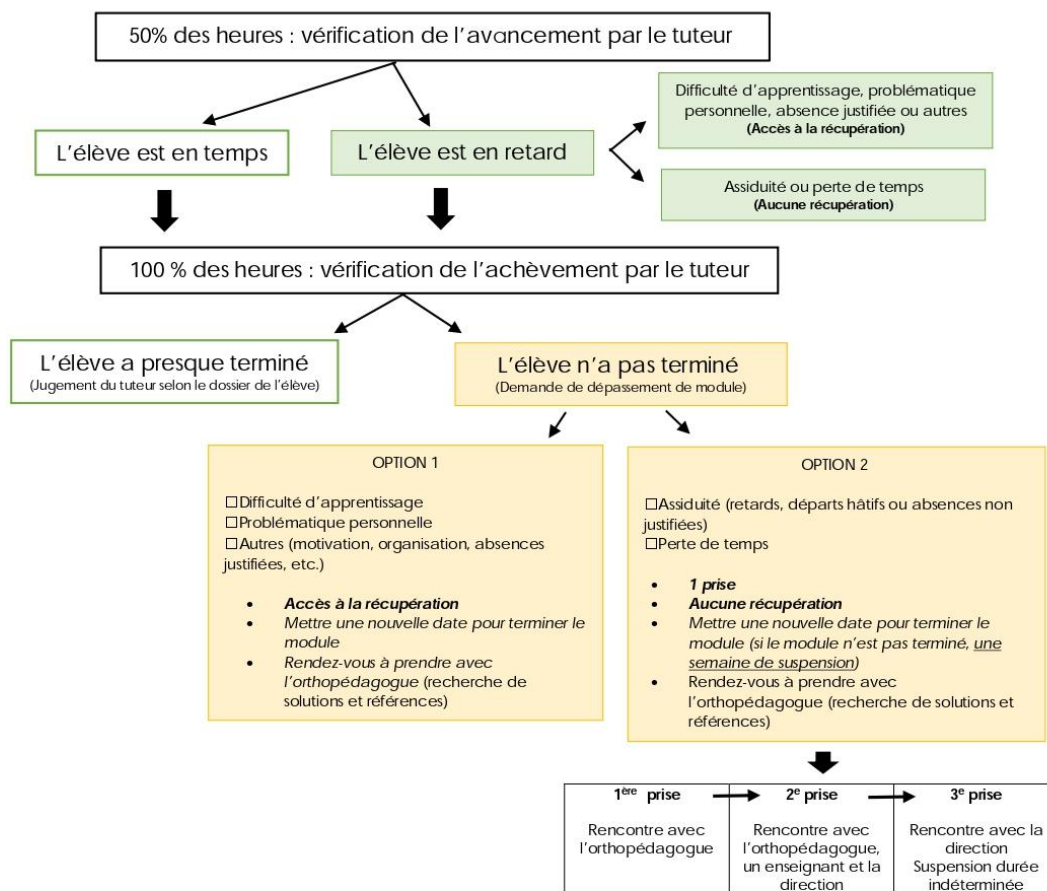 50% des heures : vérification de l'avancement par le tuteur
Difficulté d'apprentissage, problématique
personnelle, absence justifiée ou autres
(Accès à la récupération)
L'élève est en temps
L'élève est en retard
Assiduité ou perte de temps
(Aucune récupération)
100 % des heures : vérification de l'achèvement par le tuteur
L'élève a presque terminé
(Jugement du tuteur selon le dossier de l'élève)
L'élève n'a pas terminé
(Demande de dépassement de module)
OPTION 1
☐Difficulté d'apprentissage
☐Problématique personnelle
☐Autres (motivation, organisation, absences
justifiées, etc.)
• Accès à la récupération
• Mettre une nouvelle date pour terminer le
module
• Rendez-vous à prendre avec
l'orthopédagogue (recherche de
solutions et références)
OPTION 2
☐Assiduité (retards, départs hâtifs ou absences non
justifiées)
☐Perte de temps
• 1 prise
• Aucune récupération
• Mettre une nouvelle date pour terminer le
module (si le module n'est pas terminé, une
semaine de suspension)
• Rendez-vous à prendre avec
l'orthopédagogue (recherche de solutions et
références)
1ère prise
Rencontre avec
l'orthopédagogue
2e prise
Rencontre avec
l'orthopédagogue,
un enseignant et la
direction
3e prise
Rencontre avec la
direction
Suspension durée
indéterminée